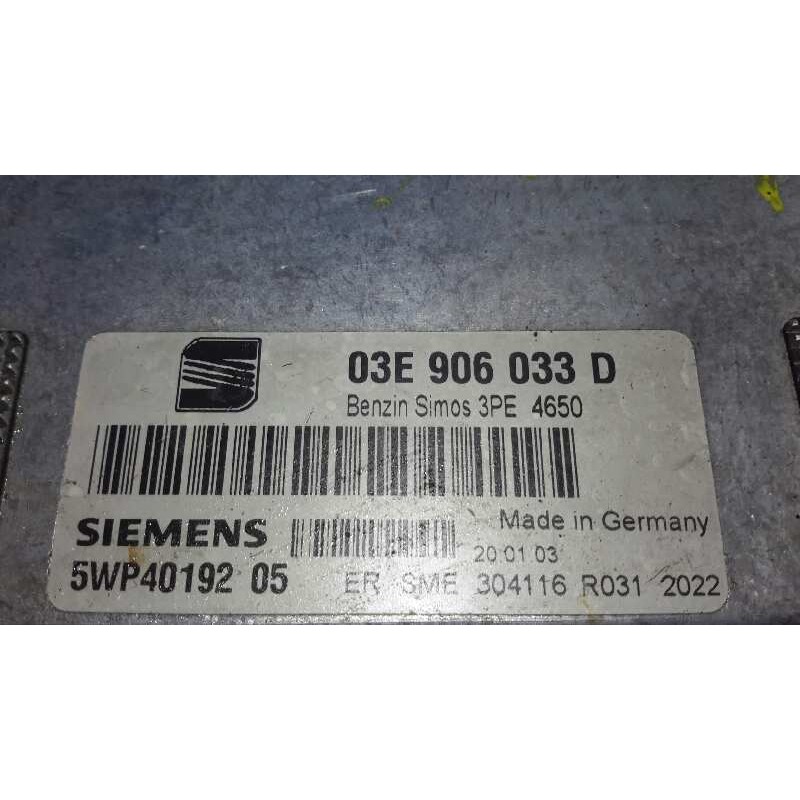 03E 906 033 D
Benzin Simos 3PE 4650
SIEMENS
Made in Germany
20 01 03
5WP40192 05
ER SME 304116 R031 2022